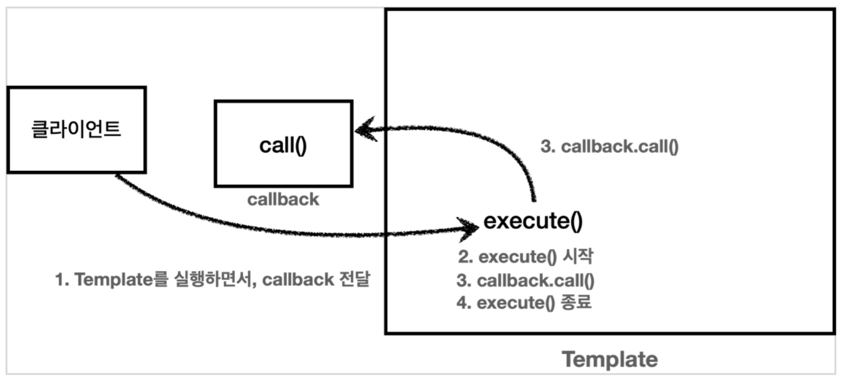 클라이언트
call()
callback
3. callback.call()
execute()
1. Template를 실행하면서, callback 전달
2. execute() 시작
3. callback.call()
4. execute() 종료
Template